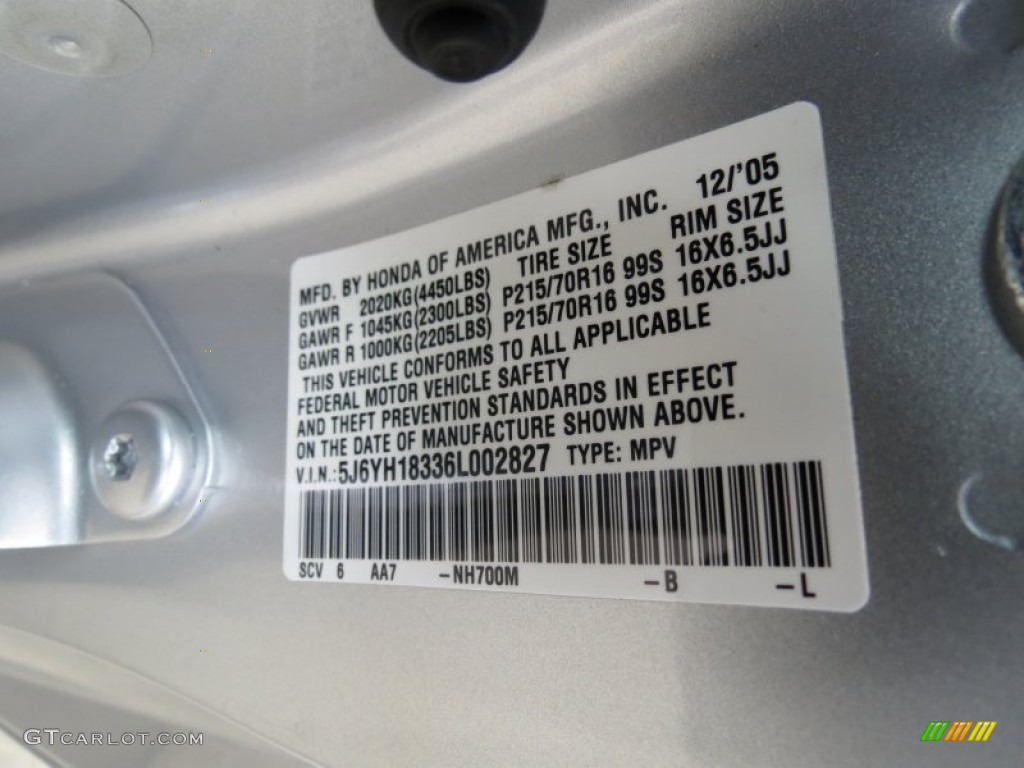 MFD. BY HONDA OF AMERICA MFG., INC. 12/'05
GVWR 2020KG(4450LBS) TIRE SIZE RIM SIZE
GAWR F 1045KG(2300LBS) P215/70R16 99S 16X6.5JJ
GAWR R 1000KG(2205LBS) P215/70R16 99S 16X6.5JJ
THIS VEHICLE CONFORMS TO ALL APPLICABLE
FEDERAL MOTOR VEHICLE SAFETY
AND THEFT PREVENTION STANDARDS IN EFFECT
ON THE DATE OF MANUFACTURE SHOWN ABOVE.
V.I.N.:5J6YH18336L002827 TYPE: MPV
SCV 6 AA7 -NH700M -B -L
GTCARLOT.COM